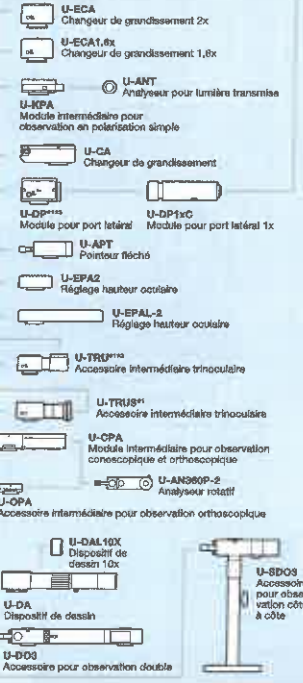 U-ECA
Changeur de grandissement 2x
U-ECA1,6x
Changeur de grandissement 1,6x
U-ANT
Analyseur pour lumière transmise
U-KPA
Module intermédiaire pour
observation en polarisation simple
U-CA
Changeur de grandissement
U-DP*1*3
Module pour port latéral
U-DP1xC
Module pour port latéral 1x
U-APT
Pointeur fléché
U-EPA2
Réglage hauteur oculaire
U-EPAL-2
Réglage hauteur oculaire
U-TRU*1*3
Accessoire intermédiaire trinoculaire
U-TRUS*1
Accessoire intermédiaire trinoculaire
U-CPA
Module intermédiaire pour observation
conoscopique et orthoscopique
U-AN360P-2
Analyseur rotatif
U-OPA
Accessoire intermédiaire pour observation orthoscopique
U-DAL10X
Dispositif de
dessin 10x
U-DA
Dispositif de dessin
U-DO3
Accessoire pour observation double
U-SDO3
Accessoire
pour obser-
vation côte
à côte